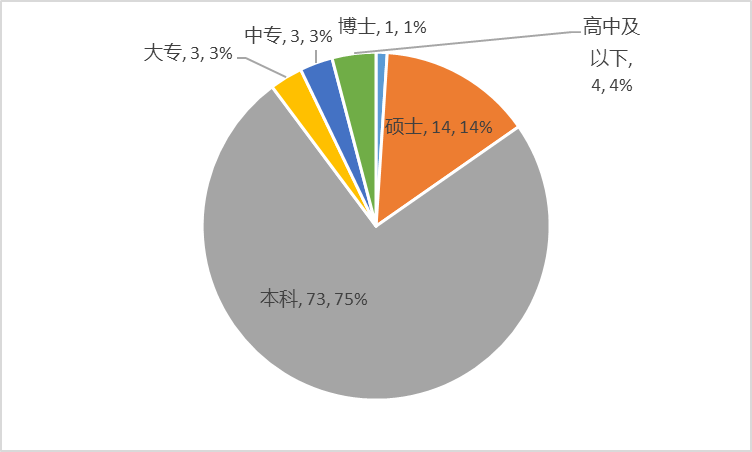 博士, 1, 1%
高中及
以下,
4, 4%
中专, 3, 3%
大专, 3, 3%
硕士, 14, 14%
本科, 73, 75%